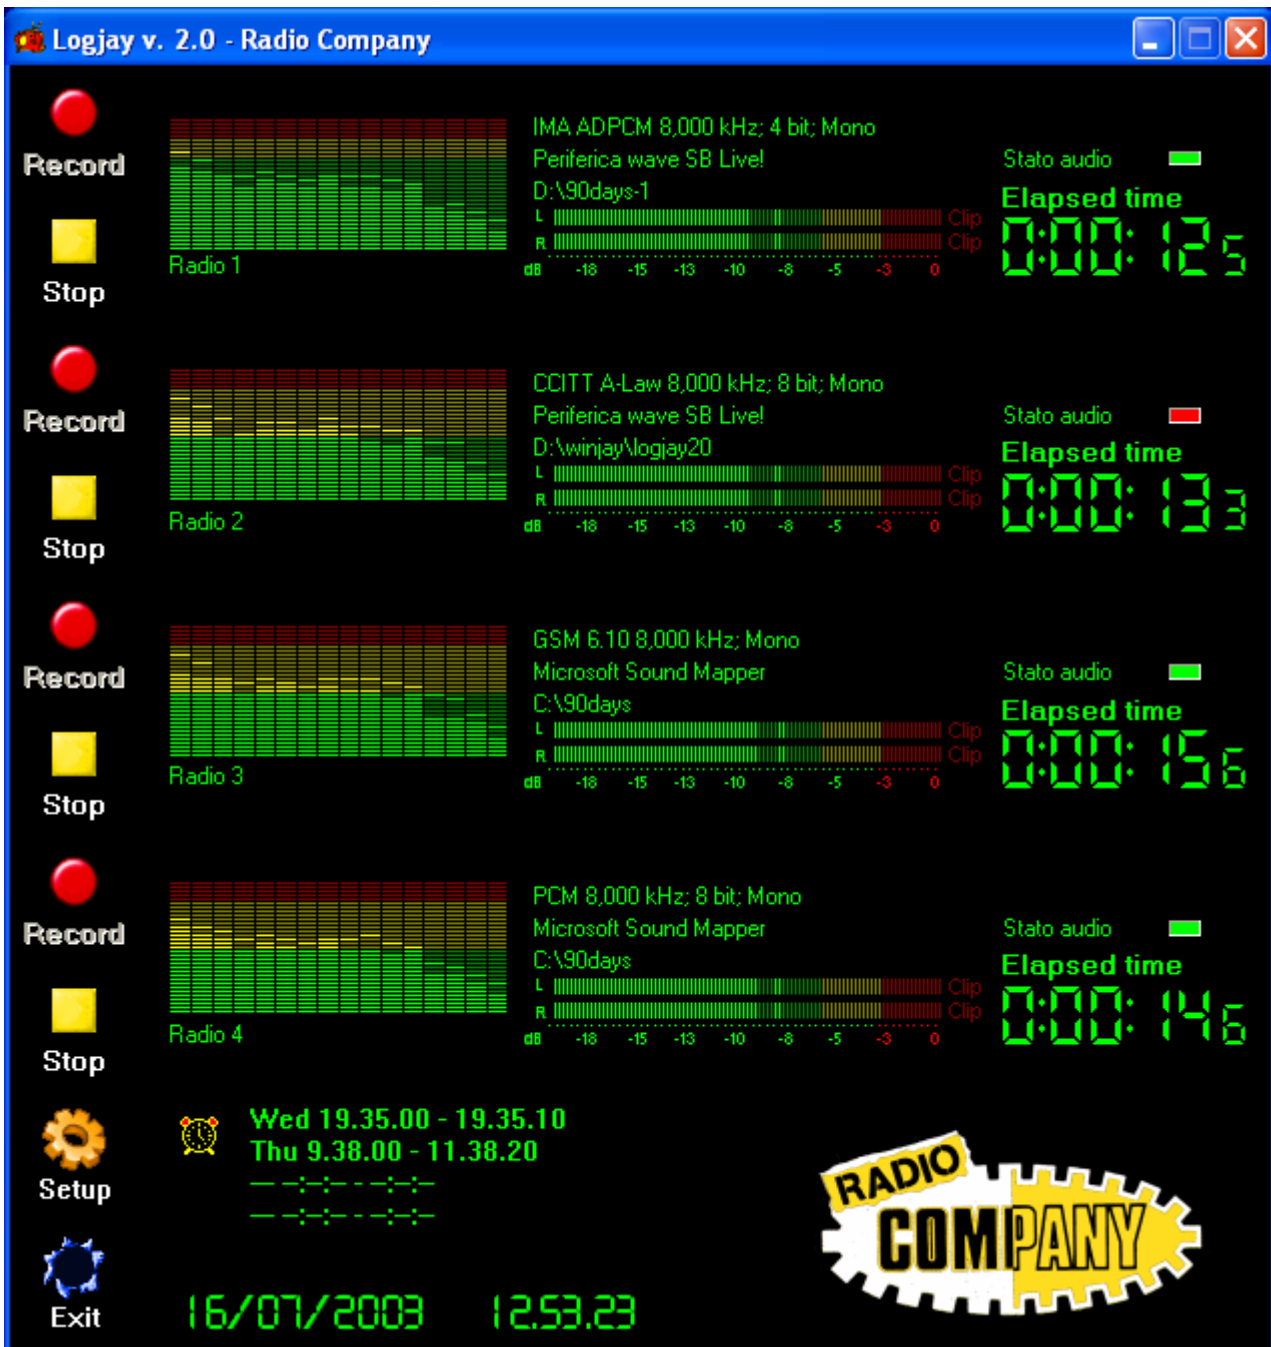 Logjay v. 2.0 - Radio Company
Record
Stop
Radio 1
IMA ADPCM 8,000 kHz; 4 bit; Mono
Periferica wave SB Live!
D:\90days-1
L Clip
R Clip
dB -18 -15 -13 -10 -8 -5 -3 0
Stato audio
Elapsed time
0:00:12 5
Record
Stop
Radio 2
CCITT A-Law 8,000 kHz; 8 bit; Mono
Periferica wave SB Live!
D:\winjay\logjay20
L Clip
R Clip
dB -18 -15 -13 -10 -8 -5 -3 0
Stato audio
Elapsed time
0:00:13 3
Record
Stop
Radio 3
GSM 6.10 8,000 kHz; Mono
Microsoft Sound Mapper
C:\90days
L Clip
R Clip
dB -18 -15 -13 -10 -8 -5 -3 0
Stato audio
Elapsed time
0:00:15 6
Record
Stop
Radio 4
PCM 8,000 kHz; 8 bit; Mono
Microsoft Sound Mapper
C:\90days
L Clip
R Clip
dB -18 -15 -13 -10 -8 -5 -3 0
Stato audio
Elapsed time
0:00:14 6
Setup
Exit
Wed 19.35.00 - 19.35.10
Thu 9.38.00 - 11.38.20
-- --:--:-- - --:--:--
-- --:--:-- - --:--:--
16/07/2003 12.53.23
RADIO
COMPANY